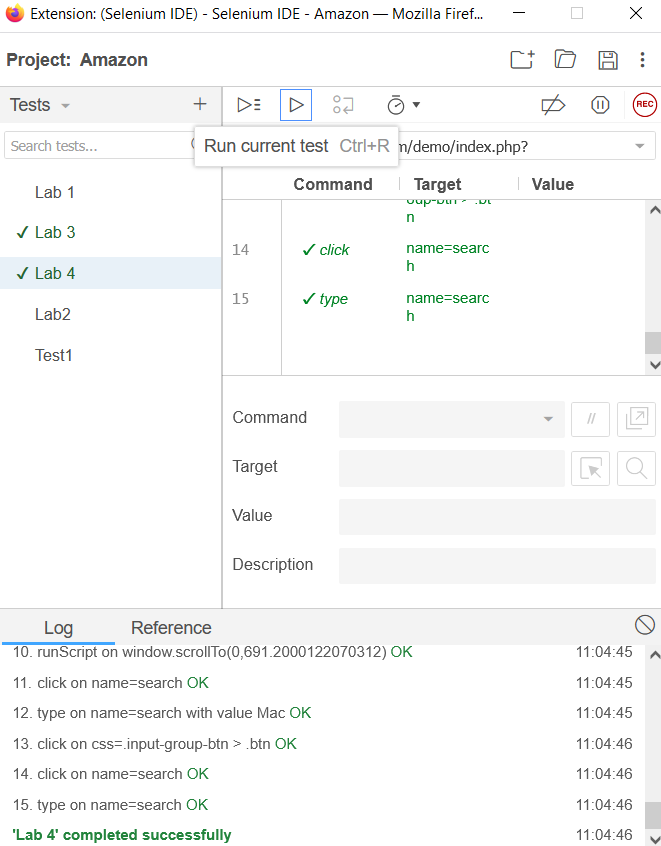 Extension: (Selenium IDE) - Selenium IDE - Amazon — Mozilla Firef...
Project: Amazon
Tests
REC
Search tests...
Run current test Ctrl+R
m/demo/index.php?
Command Target Value
Lab 1
Lab 3
Lab 4
Lab2
Test1
oup-btn > .bt
n
14 click name=searc
h
15 type name=searc
h
Command
//
Target
Value
Description
Log Reference
10. runScript on window.scrollTo(0,691.2000122070312) OK 11:04:45
11. click on name=search OK 11:04:45
12. type on name=search with value Mac OK 11:04:45
13. click on css=.input-group-btn > .btn OK 11:04:46
14. click on name=search OK 11:04:46
15. type on name=search OK 11:04:46
'Lab 4' completed successfully 11:04:46